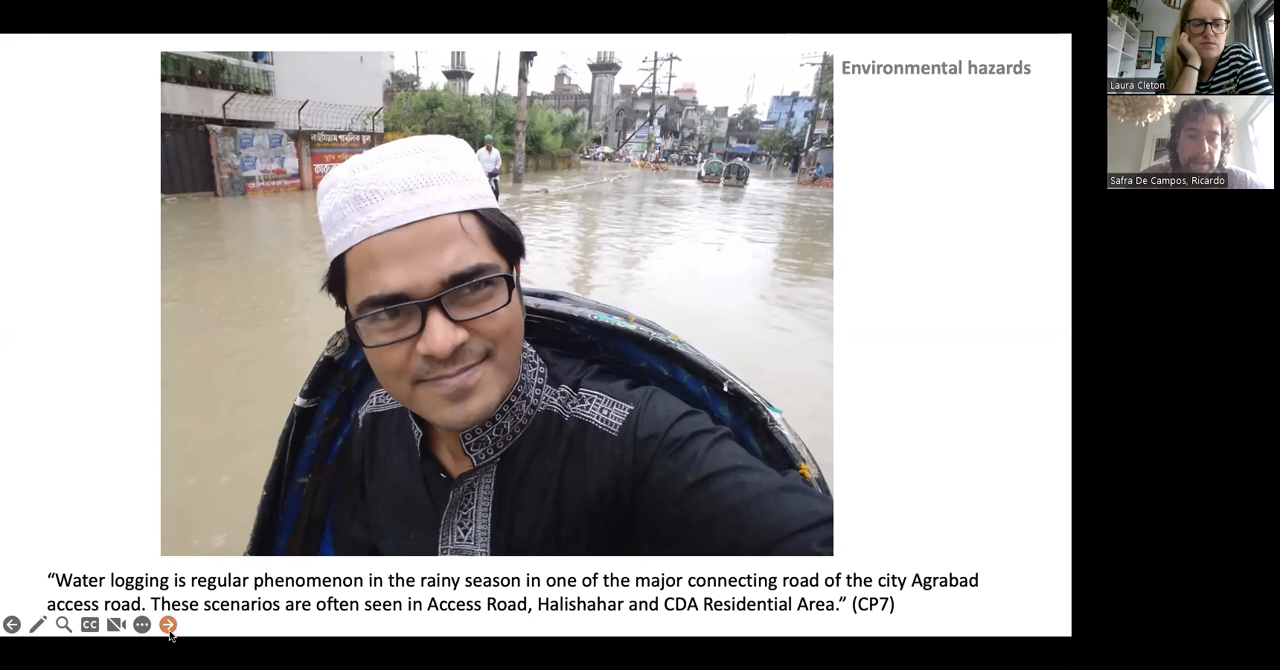 Environmental hazards
Laura Cleton
Safra De Campos, Ricardo
“Water logging is regular phenomenon in the rainy season in one of the major connecting road of the city Agrabad
access road. These scenarios are often seen in Access Road, Halishahar and CDA Residential Area.” (CP7)
CC